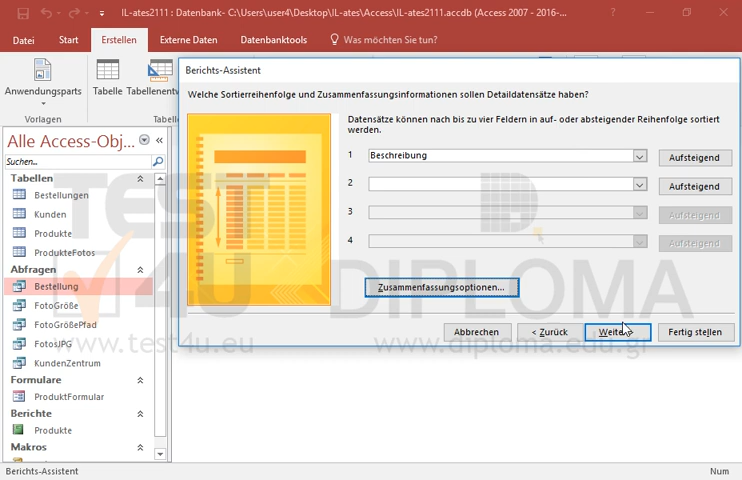 IL-ates2111 : Datenbank- C:\Users\user4\Desktop\IL-ates\Access\IL-ates2111.accdb (Access 2007 - 2016-...
Datei Start Erstellen Externe Daten Datenbanktools Was möchten Sie tun?
Anwendungsparts
Vorlagen
Tabelle Tabellenentw
Tabelle
Alle Access-Obj...
Suchen...
Tabellen
Bestellungen
Kunden
Produkte
ProdukteFotos
Abfragen
Bestellung
FotoGröße
FotoGrößePfad
FotosJPG
KundenZentrum
Formulare
ProduktFormular
Berichte
Produkte
Makros
Berichts-Assistent
Welche Sortierreihenfolge und Zusammenfassungsinformationen sollen Detaildatensätze haben?
Datensätze können nach bis zu vier Feldern in auf- oder absteigender Reihenfolge sortiert
werden.
1 Beschreibung Aufsteigend
2 Aufsteigend
3 Aufsteigend
4 Aufsteigend
Zusammenfassungsoptionen...
Abbrechen < Zurück Weiter > Fertig stellen
Berichts-Assistent Num
TEST
4U
DIPLOMA
www.test4u.eu www.diploma.edu.gr